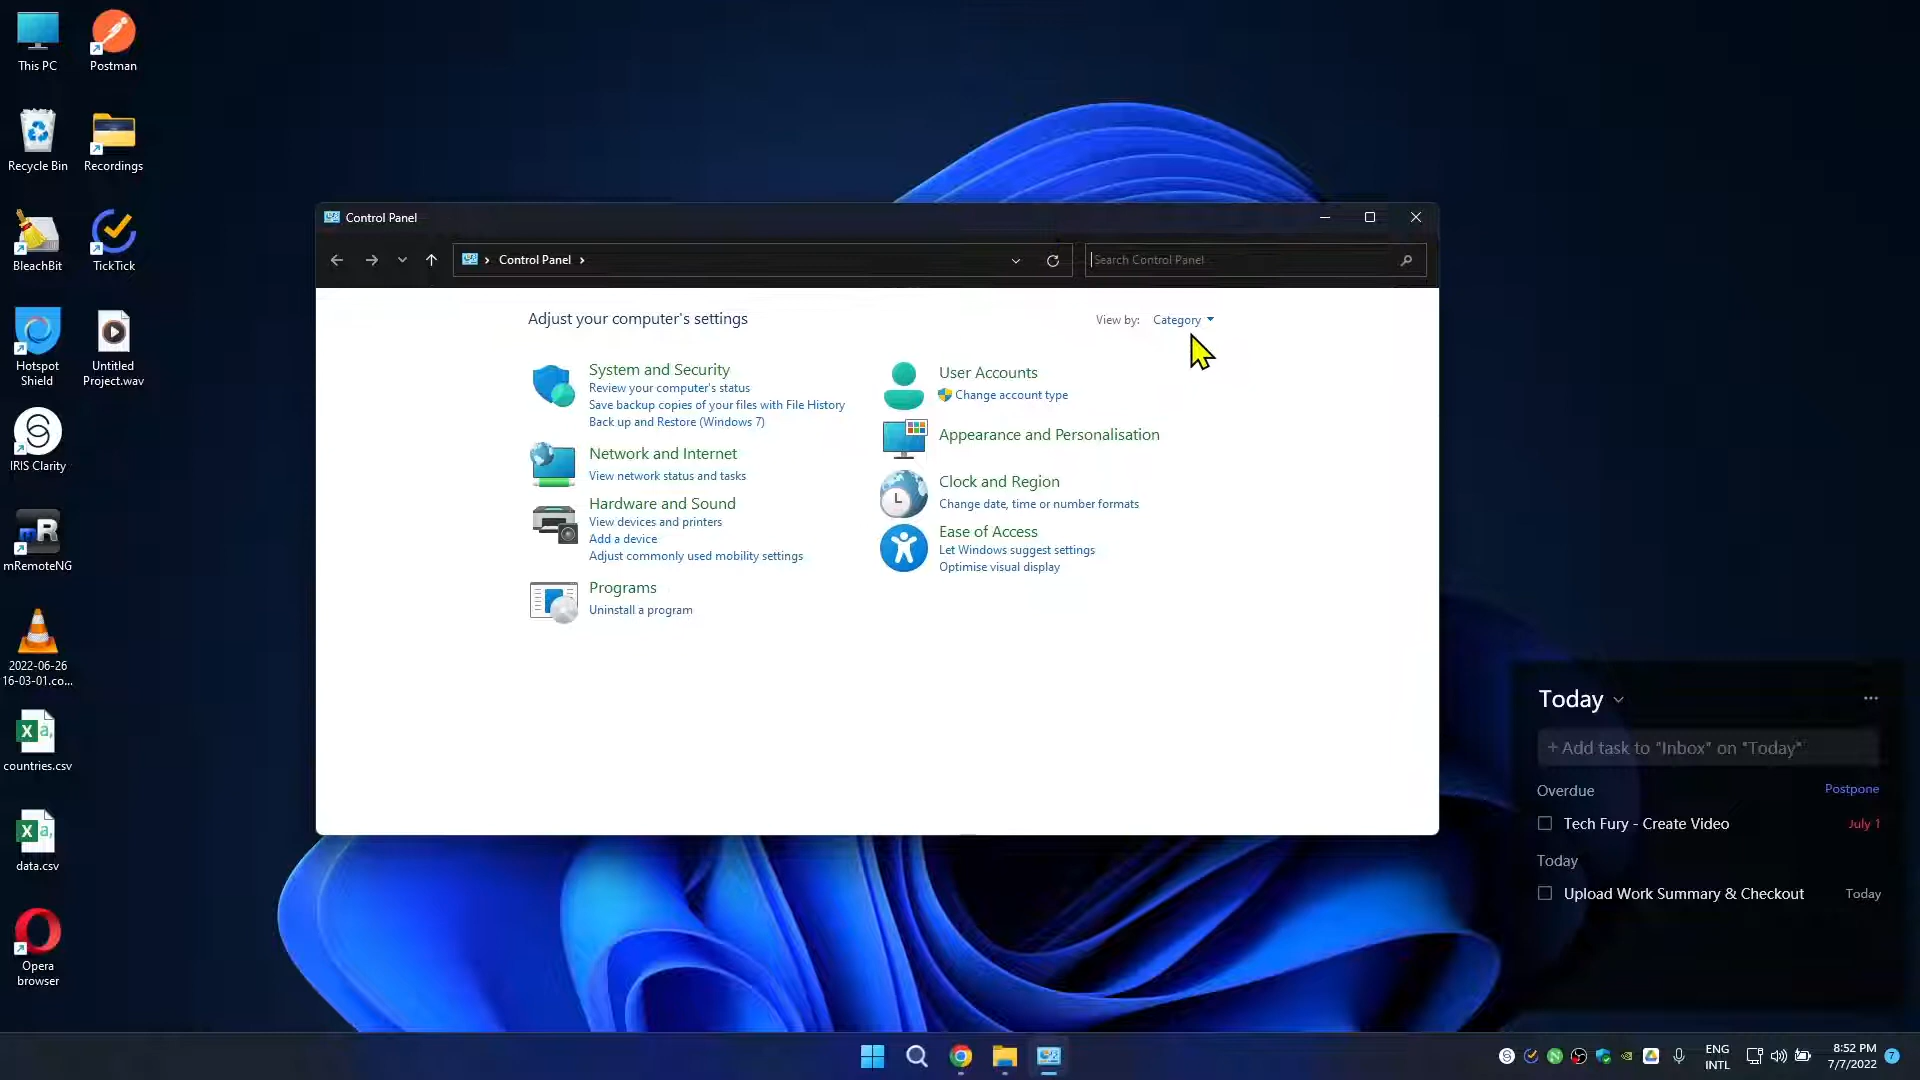 This PC
Postman
Recycle Bin
Recordings
BleachBit
TickTick
Hotspot
Shield
Untitled
Project.wav
IRIS Clarity
mRemoteNG
2022-06-26
16-03-01.co...
countries.csv
data.csv
Opera
browser
Control Panel
Control Panel
Search Control Panel
Adjust your computer's settings
View by: Category
System and Security
Review your computer's status
Save backup copies of your files with File History
Back up and Restore (Windows 7)
Network and Internet
View network status and tasks
Hardware and Sound
View devices and printers
Add a device
Adjust commonly used mobility settings
Programs
Uninstall a program
User Accounts
Change account type
Appearance and Personalisation
Clock and Region
Change date, time or number formats
Ease of Access
Let Windows suggest settings
Optimise visual display
Today
+ Add task to "Inbox" on "Today"
Overdue Postpone
Tech Fury - Create Video July 1
Today
Upload Work Summary & Checkout Today
ENG
INTL
8:52 PM
7/7/2022
7